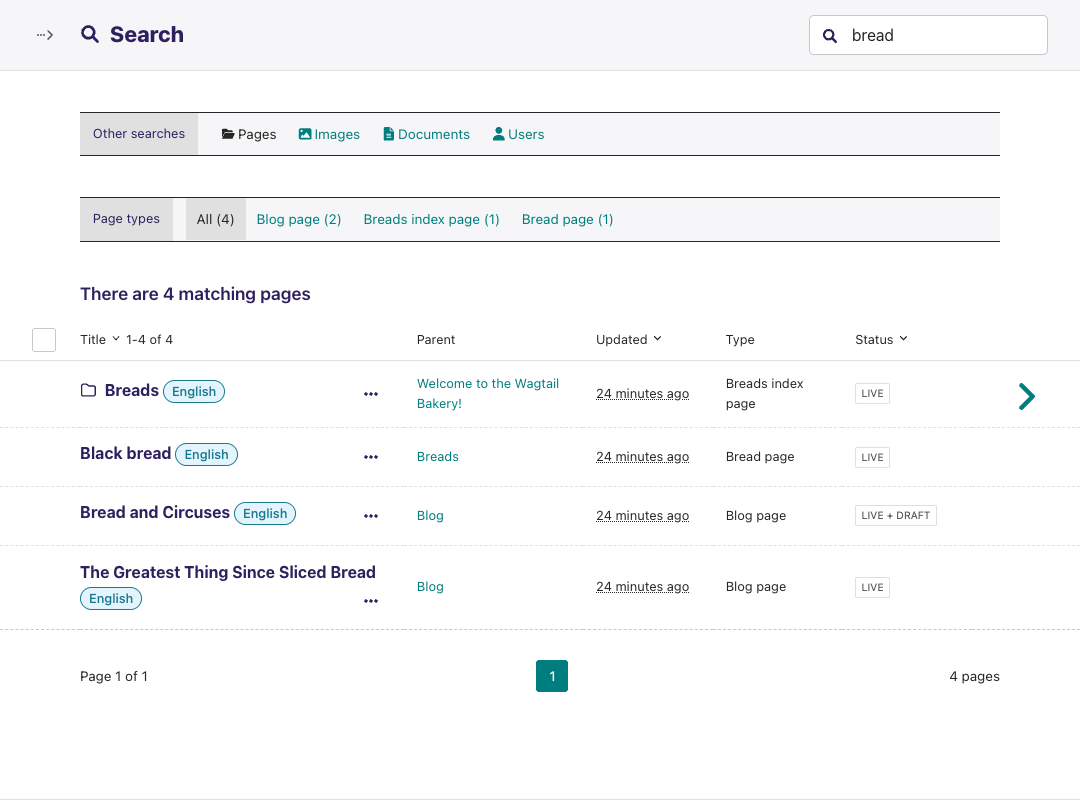 Search
bread
Other searches Pages Images Documents Users
Page types All (4) Blog page (2) Breads index page (1) Bread page (1)
There are 4 matching pages
Title 1-4 of 4 Parent Updated Type Status
Breads English Welcome to the Wagtail Bakery! 24 minutes ago Breads index page LIVE
Black bread English Breads 24 minutes ago Bread page LIVE
Bread and Circuses English Blog 24 minutes ago Blog page LIVE + DRAFT
The Greatest Thing Since Sliced Bread
English Blog 24 minutes ago Blog page LIVE
Page 1 of 1 1 4 pages